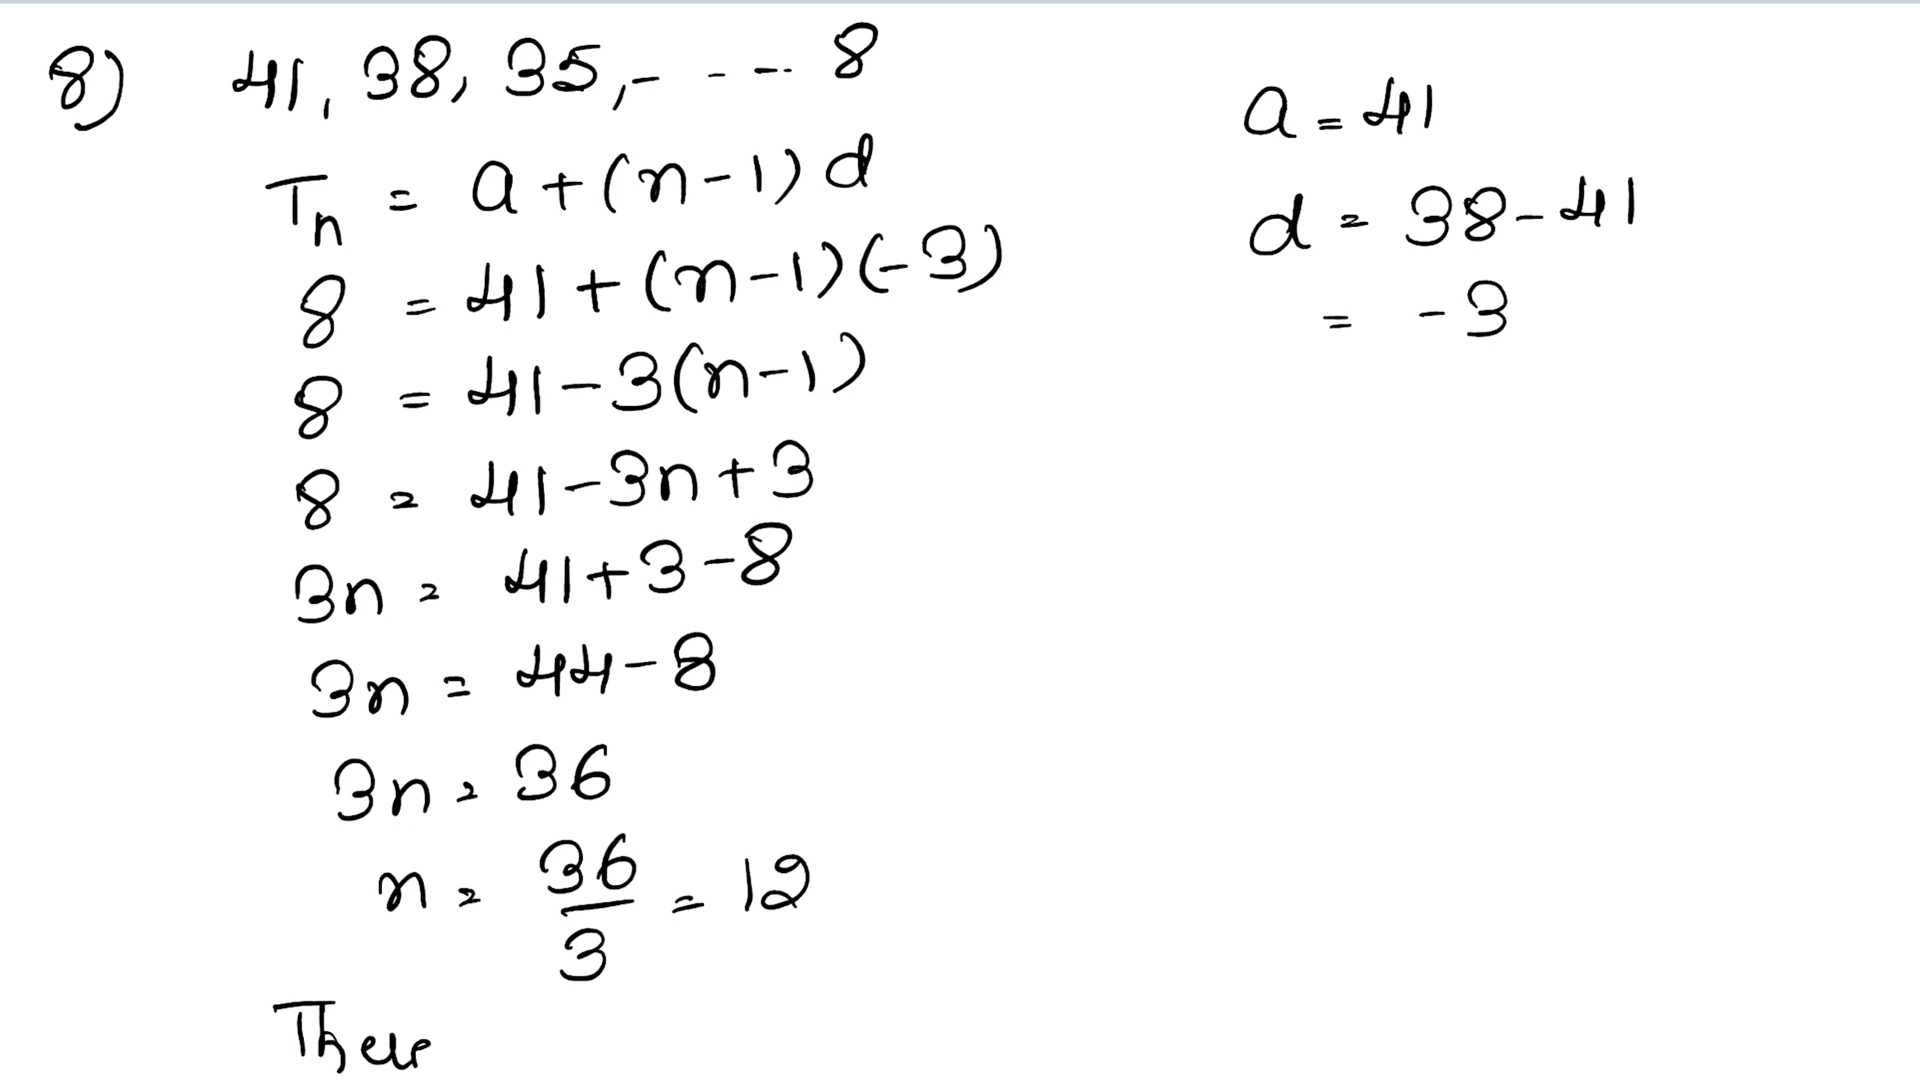 8) 41, 38, 35, - - - - 8
Tn = a + (n-1) d
8 = 41 + (n-1)(-3)
8 = 41 - 3(n-1)
8 = 41 - 3n + 3
3n = 41 + 3 - 8
3n = 44 - 8
3n = 36
n = 36/3 = 12
There
a = 41
d = 38 - 41
= -3